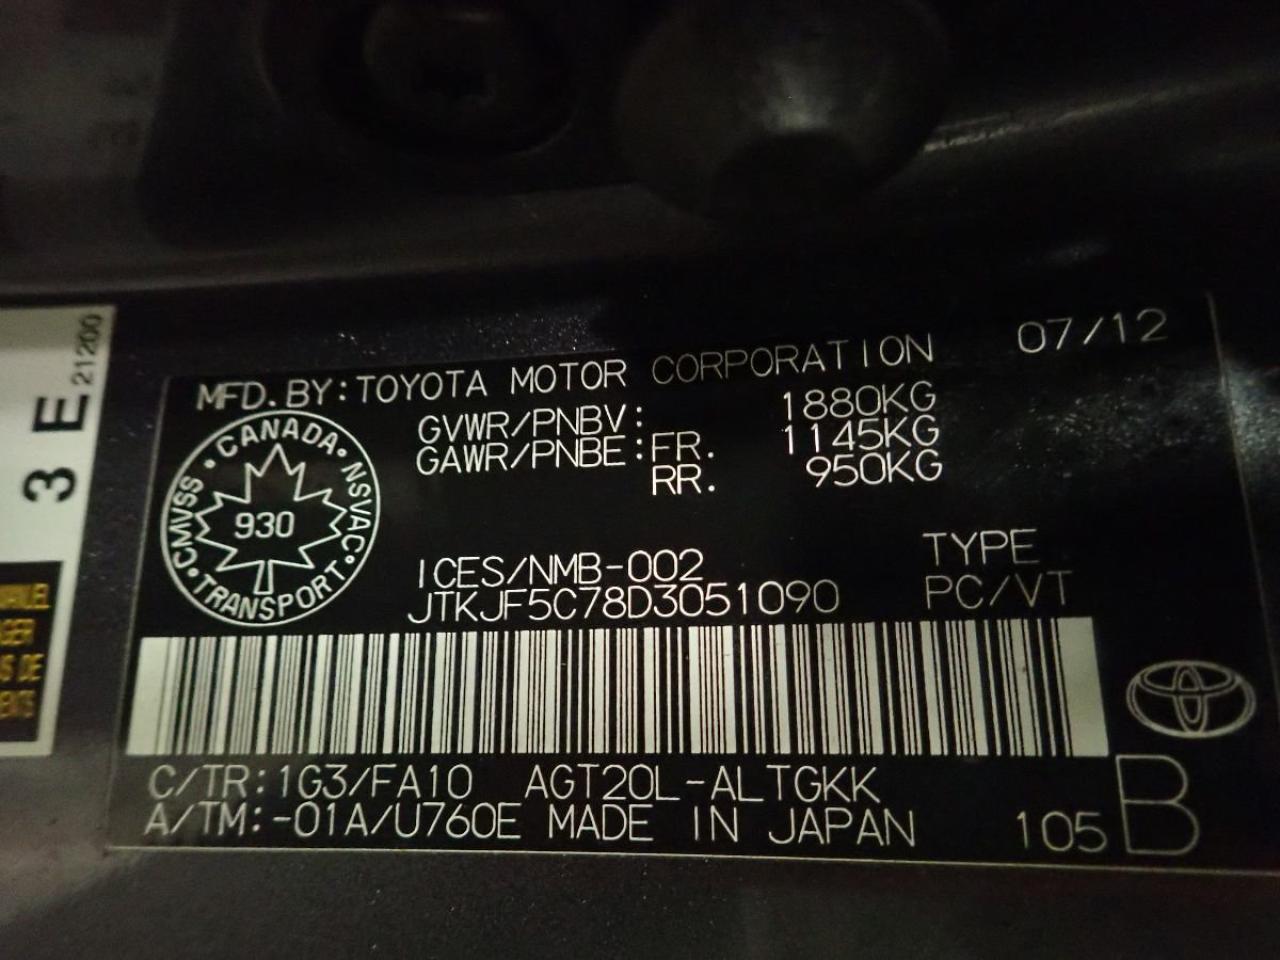 3 E 21200
MFD. BY: TOYOTA MOTOR CORPORATION 07/12
GVWR/PNBV: 1880KG
GAWR/PNBE: FR. 1145KG
RR. 950KG
CANADA · NSVAC · TRANSPORT · CMVSS ·
930
ICES/NMB-002 TYPE
JTKJF5C78D3051090 PC/VT
C/TR: 1G3/FA10 AGT20L-ALTGKK
A/TM: -01A/U760E MADE IN JAPAN 105 B